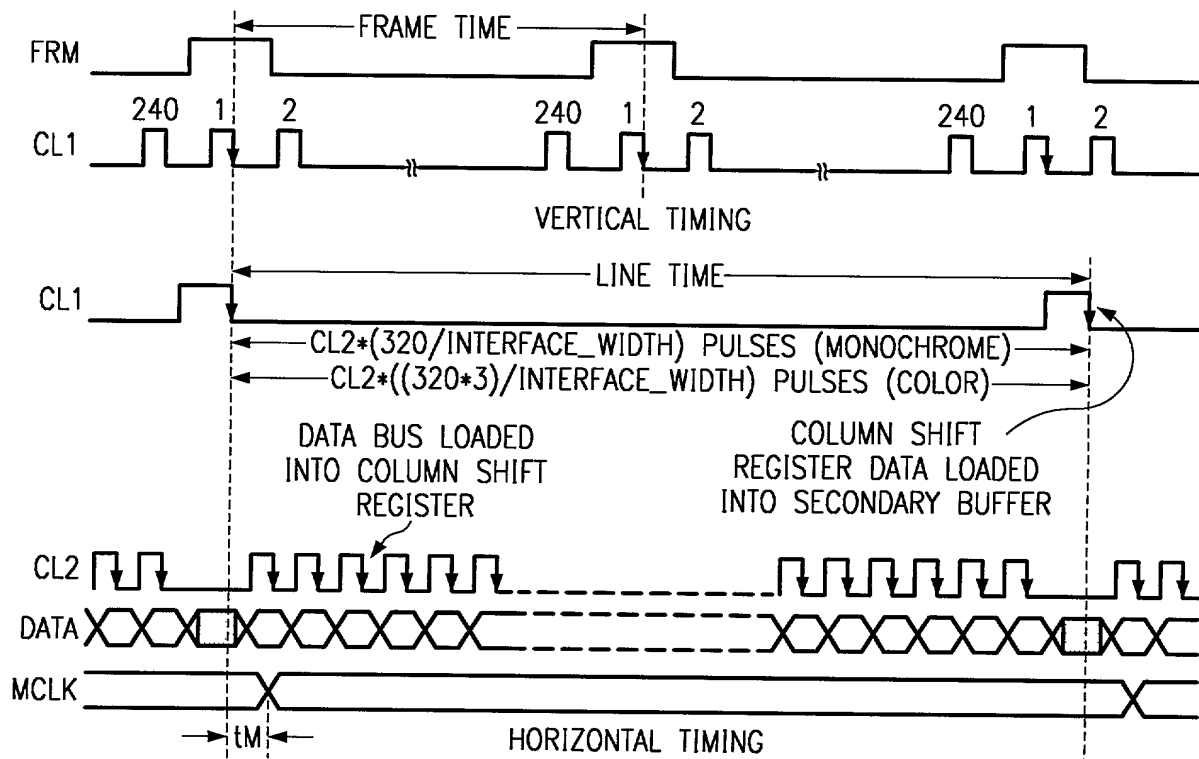 FRAME TIME
FRM
240 1 2 240 1 2 240 1 2
CL1
VERTICAL TIMING
LINE TIME
CL1
CL2*(320/INTERFACE_WIDTH) PULSES (MONOCHROME)
CL2*((320*3)/INTERFACE_WIDTH) PULSES (COLOR)
DATA BUS LOADED
INTO COLUMN SHIFT
REGISTER
COLUMN SHIFT
REGISTER DATA LOADED
INTO SECONDARY BUFFER
CL2
DATA
MCLK
tM
HORIZONTAL TIMING